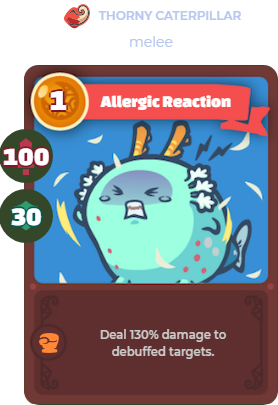 THORNY CATERPILLAR
melee
1
Allergic Reaction
100
30
Deal 130% damage to
debuffed targets.